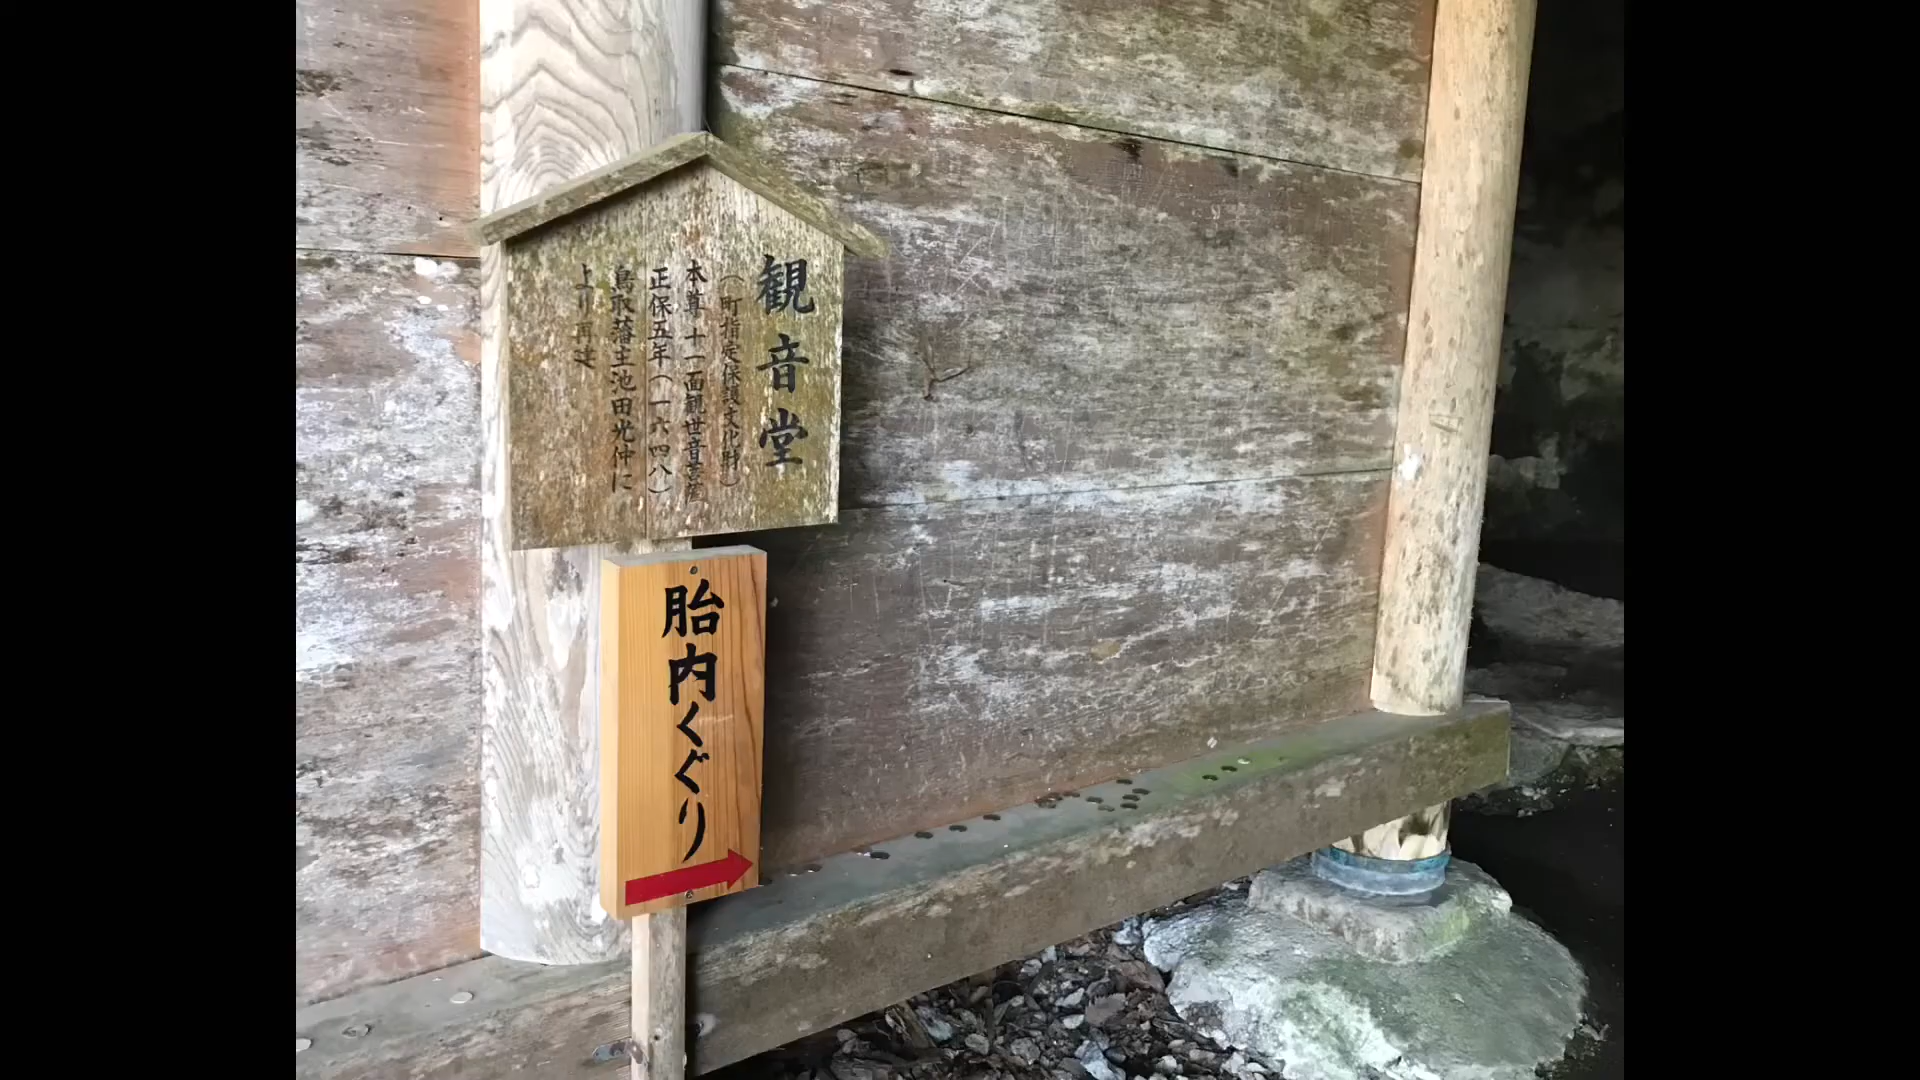 観音堂
(町指定保護文化財)
本尊 十一面観世音菩薩
正保五年(一六四八)
鳥取藩主池田光仲に
より再建
胎内くぐり